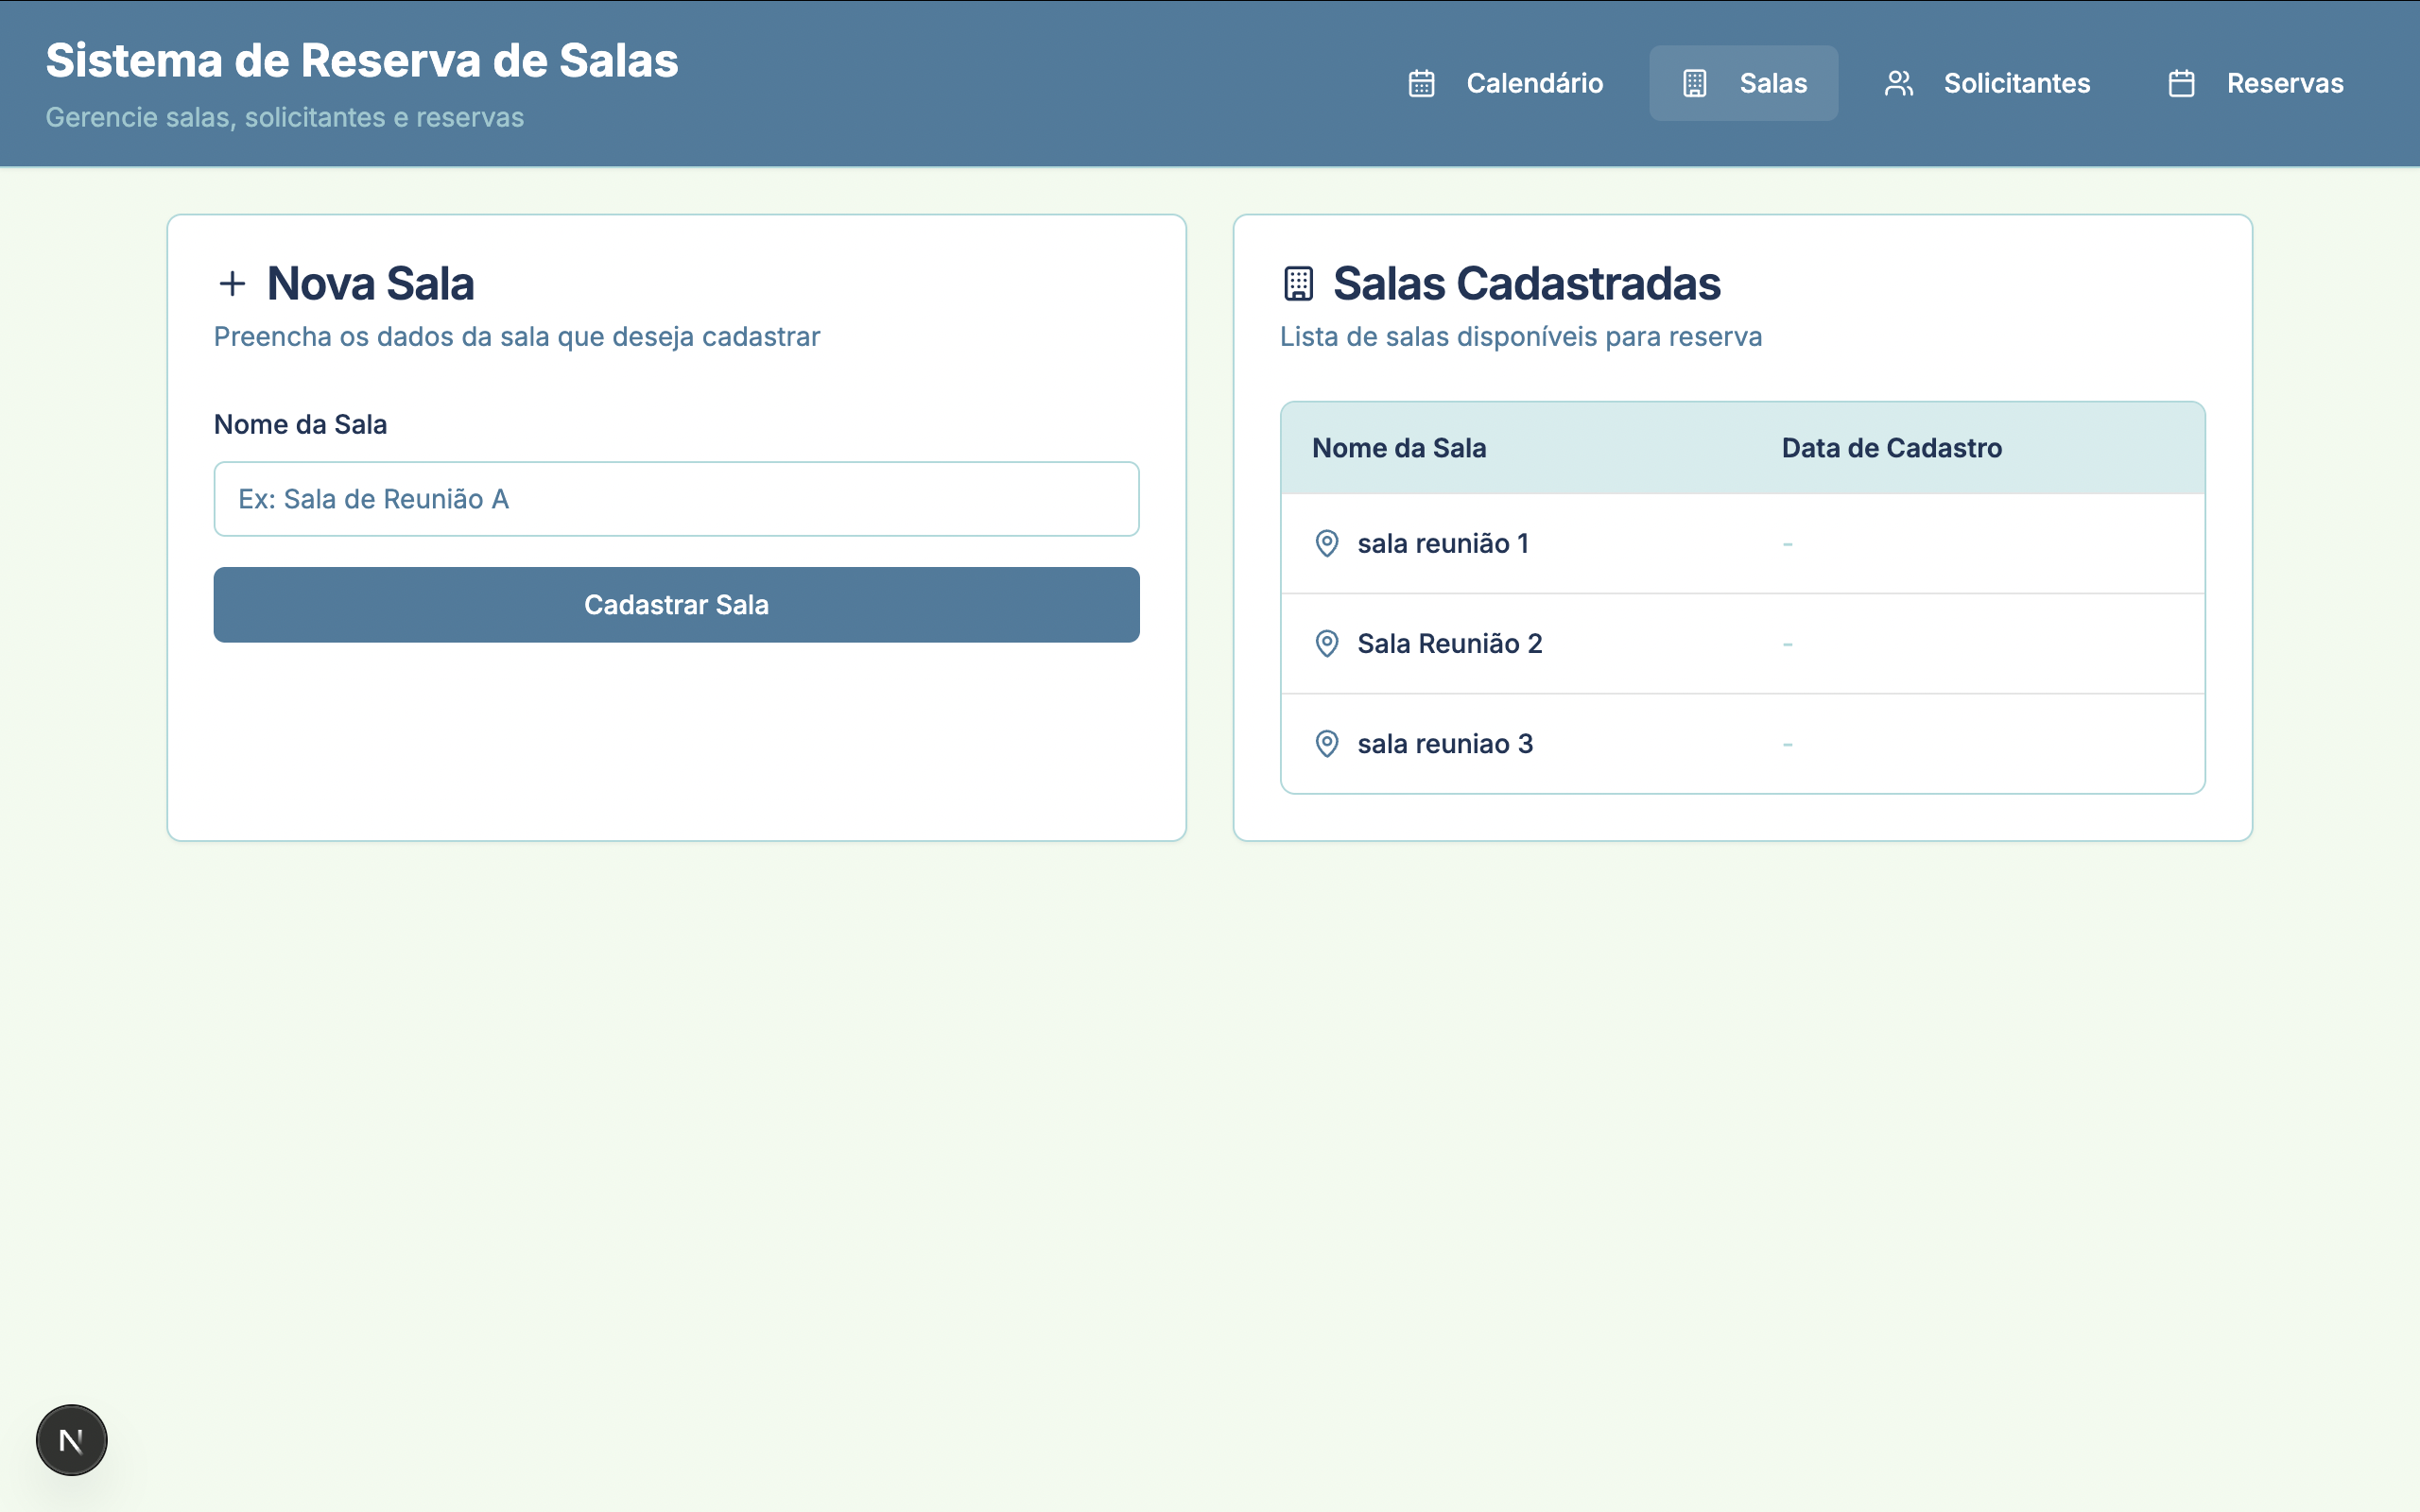 Sistema de Reserva de Salas
Gerencie salas, solicitantes e reservas
Calendário
Salas
Solicitantes
Reservas
Nova Sala
Preencha os dados da sala que deseja cadastrar
Nome da Sala
Ex: Sala de Reunião A
Cadastrar Sala
Salas Cadastradas
Lista de salas disponíveis para reserva
Nome da Sala Data de Cadastro
sala reunião 1 -
Sala Reunião 2 -
sala reuniao 3 -
N